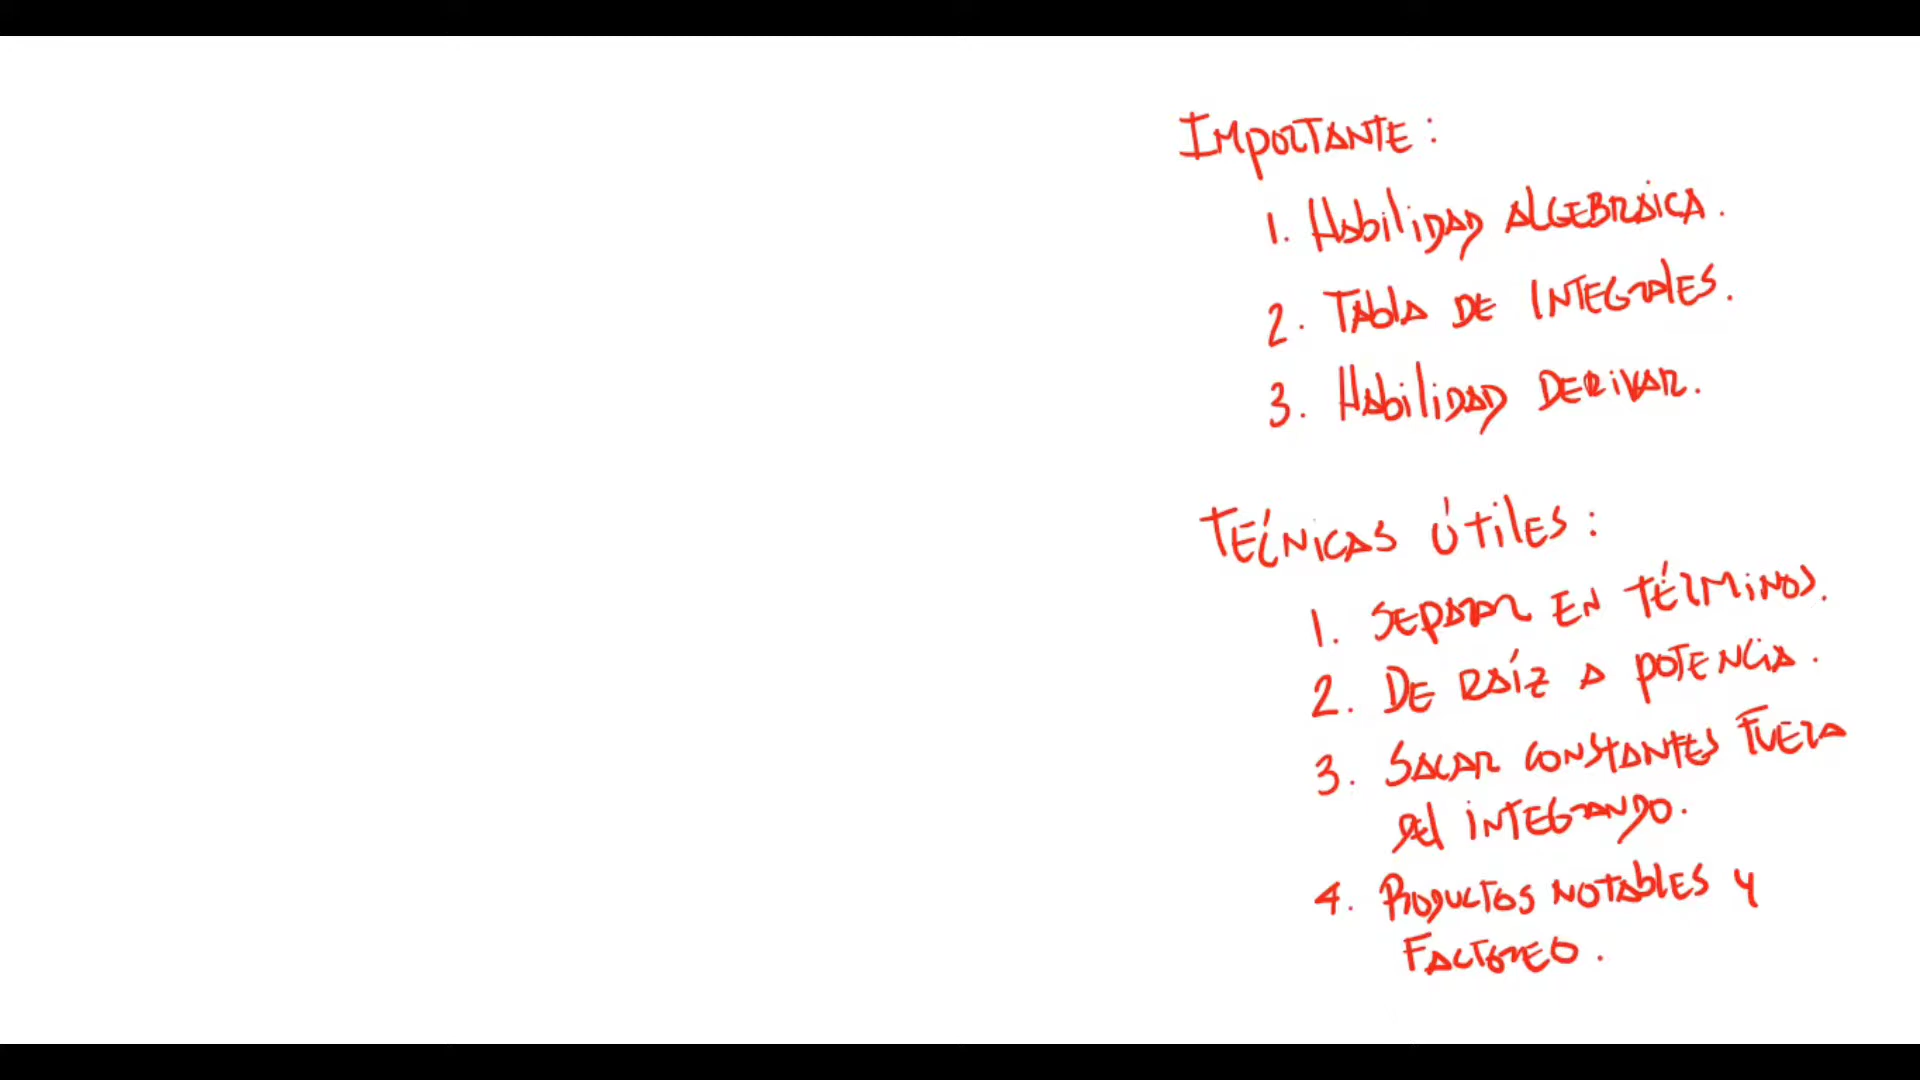 Importante:
1. Habilidad algebráica.
2. Tabla de integrales.
3. Habilidad derivar.
Técnicas útiles:
1. Separar en términos.
2. De raíz a potencia.
3. Sacar constantes fuera
del integrando.
4. Productos notables y
factoreo.